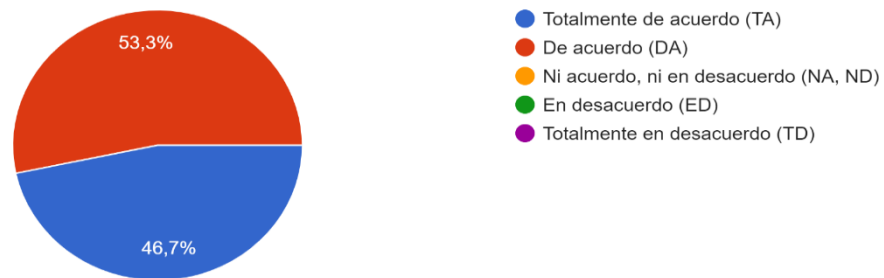 53,3%
46,7%
Totalmente de acuerdo (TA)
De acuerdo (DA)
Ni acuerdo, ni en desacuerdo (NA, ND)
En desacuerdo (ED)
Totalmente en desacuerdo (TD)